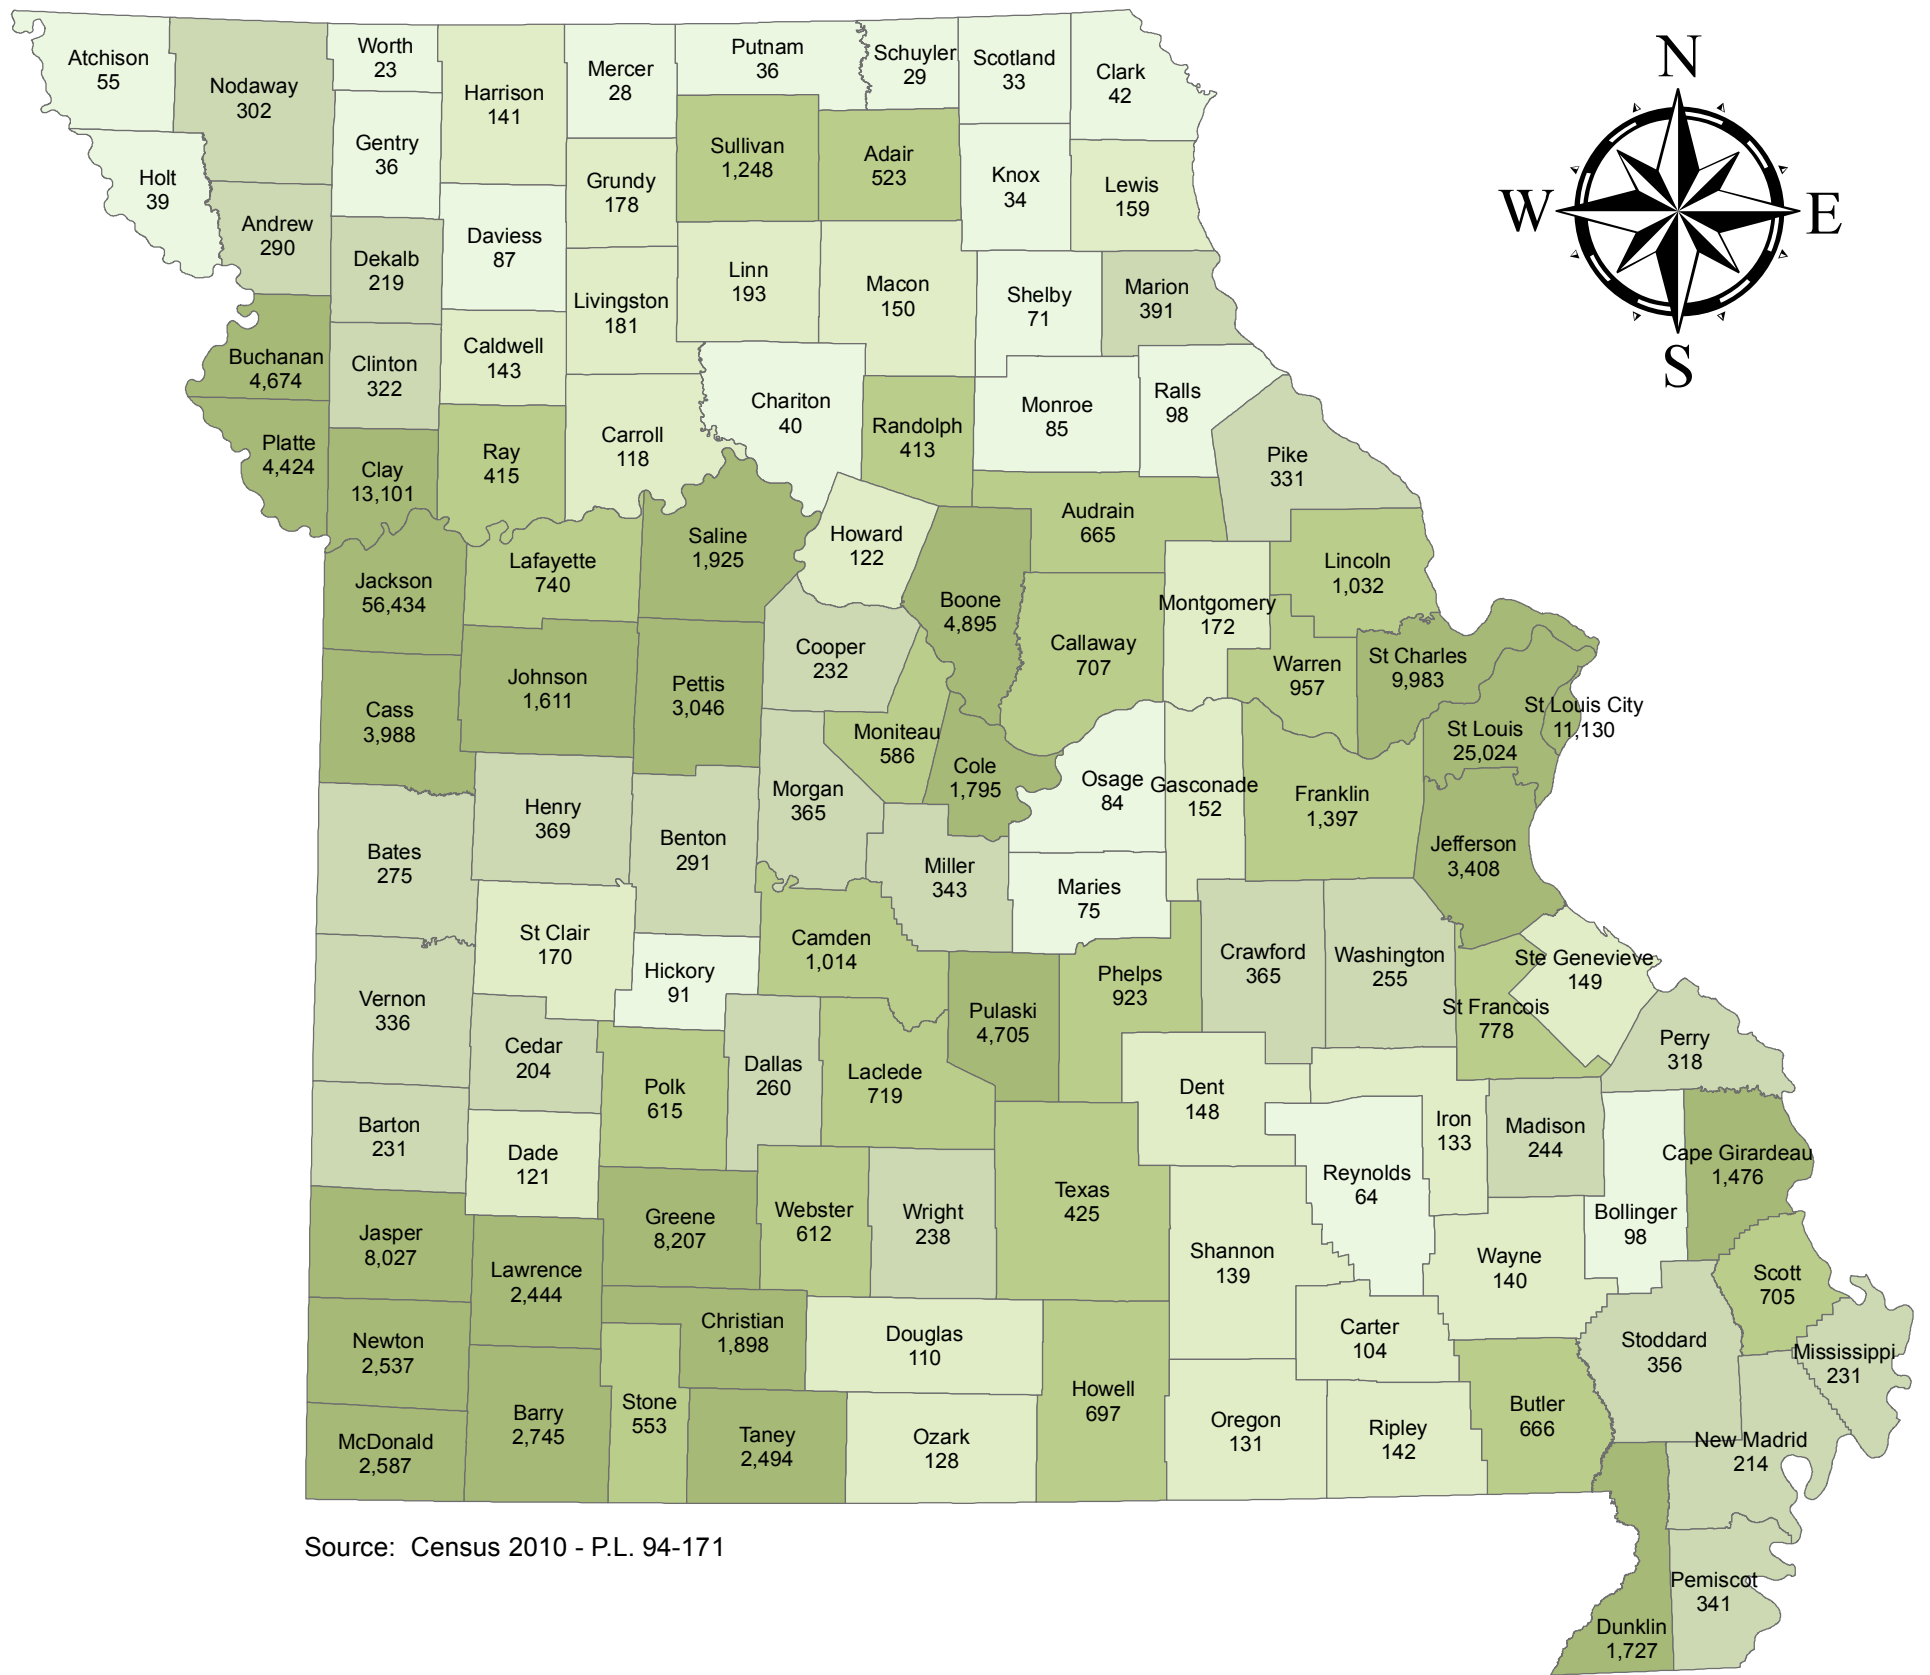 N
W
E
S
Atchison
55
Nodaway
302
Worth
23
Harrison
141
Mercer
28
Putnam
36
Schuyler
29
Scotland
33
Clark
42
Holt
39
Andrew
290
Gentry
36
Dekalb
219
Daviess
87
Grundy
178
Sullivan
1,248
Adair
523
Knox
34
Lewis
159
Buchanan
4,674
Clinton
322
Caldwell
143
Livingston
181
Linn
193
Macon
150
Shelby
71
Marion
391
Platte
4,424
Clay
13,101
Ray
415
Carroll
118
Chariton
40
Randolph
413
Monroe
85
Ralls
98
Pike
331
Jackson
56,434
Lafayette
740
Saline
1,925
Howard
122
Boone
4,895
Audrain
665
Callaway
707
Montgomery
172
Lincoln
1,032
Warren
957
St Charles
9,983
St Louis City
11,130
St Louis
25,024
Cass
3,988
Johnson
1,611
Pettis
3,046
Cooper
232
Moniteau
586
Morgan
365
Cole
1,795
Osage
84
Gasconade
152
Franklin
1,397
Jefferson
3,408
Bates
275
Henry
369
Benton
291
Miller
343
Maries
75
St Clair
170
Hickory
91
Camden
1,014
Pulaski
4,705
Phelps
923
Crawford
365
Washington
255
Ste Genevieve
149
St Francois
778
Perry
318
Vernon
336
Cedar
204
Polk
615
Dallas
260
Laclede
719
Dent
148
Iron
133
Madison
244
Bollinger
98
Cape Girardeau
1,476
Barton
231
Dade
121
Greene
8,207
Webster
612
Wright
238
Texas
425
Reynolds
64
Shannon
139
Wayne
140
Scott
705
Jasper
8,027
Lawrence
2,444
Christian
1,898
Douglas
110
Howell
697
Carter
104
Stoddard
356
Mississippi
231
Newton
2,537
Barry
2,745
Stone
553
Taney
2,494
Ozark
128
Oregon
131
Ripley
142
Butler
666
New Madrid
214
McDonald
2,587
Pemiscot
341
Dunklin
1,727
Source: Census 2010 - P.L. 94-171